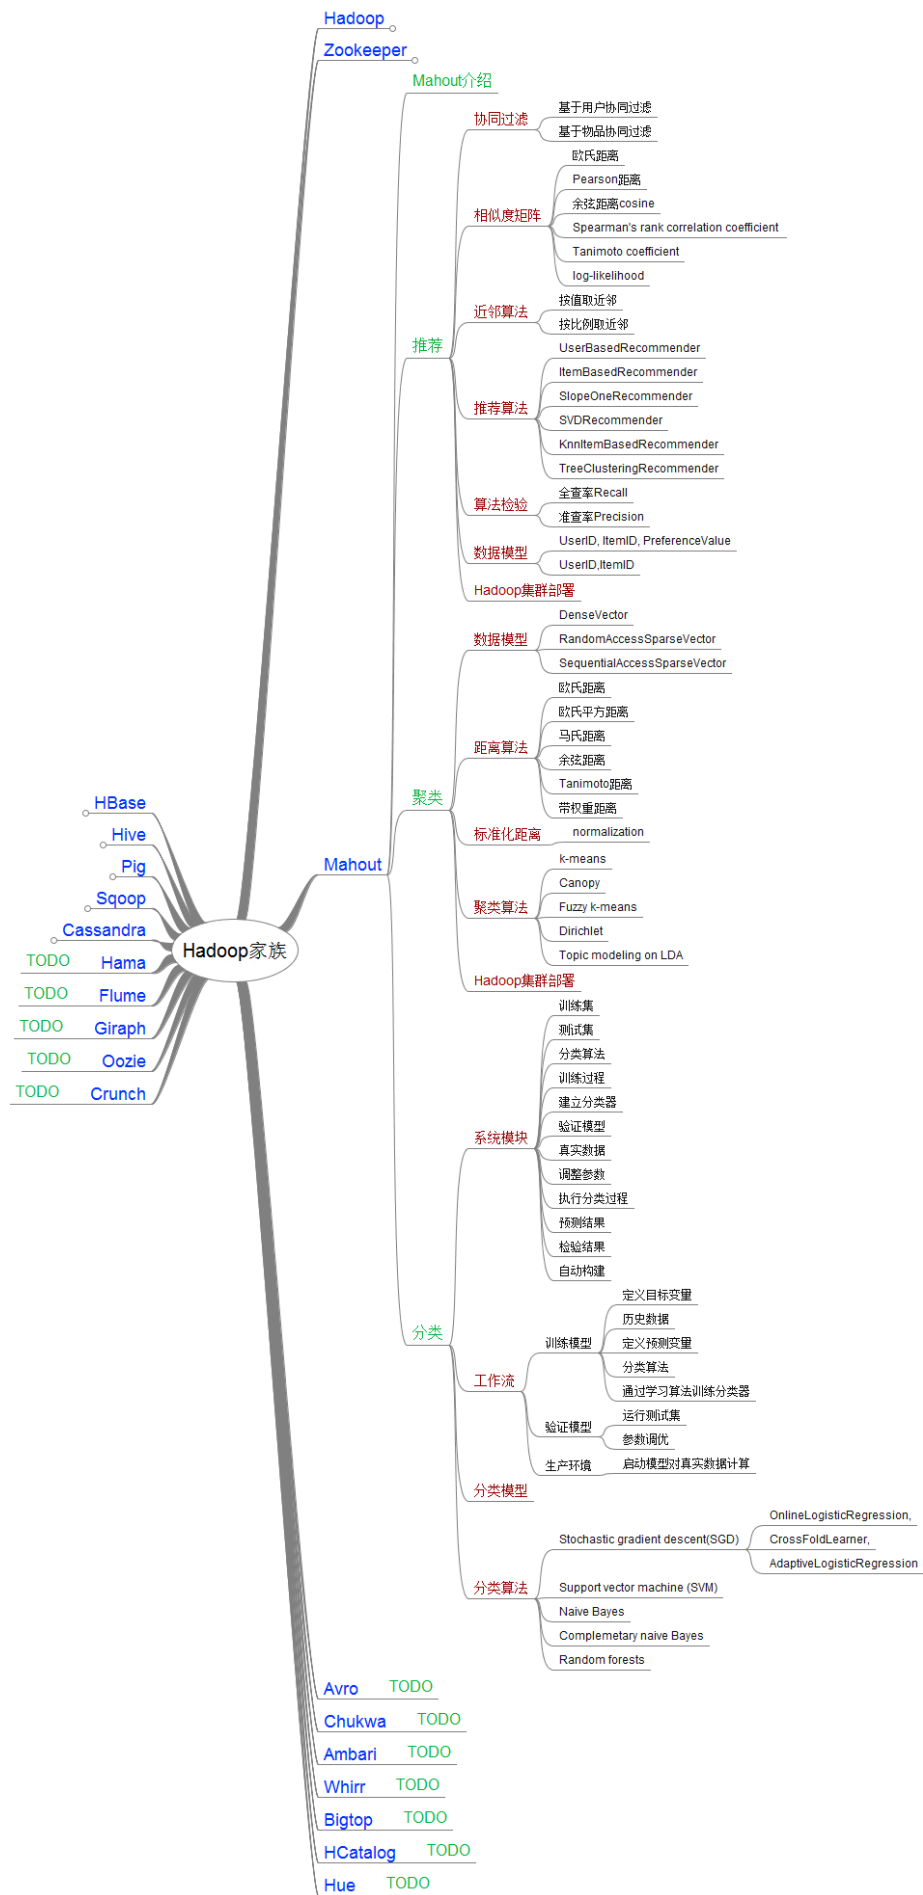 Hadoop
Zookeeper
Mahout介绍
协同过滤
基于用户协同过滤
基于物品协同过滤
相似度矩阵
欧氏距离
Pearson距离
余弦距离cosine
Spearman's rank correlation coefficient
Tanimoto coefficient
log-likelihood
近邻算法
按值取近邻
按比例取近邻
推荐
推荐算法
UserBasedRecommender
ItemBasedRecommender
SlopeOneRecommender
SVDRecommender
KnnItemBasedRecommender
TreeClusteringRecommender
算法检验
全查率Recall
准查率Precision
数据模型
UserID, ItemID, PreferenceValue
UserID,ItemID
Hadoop集群部署
数据模型
DenseVector
RandomAccessSparseVector
SequentialAccessSparseVector
距离算法
欧氏距离
欧氏平方距离
马氏距离
余弦距离
Tanimoto距离
带权重距离
聚类
标准化距离
normalization
聚类算法
k-means
Canopy
Fuzzy k-means
Dirichlet
Topic modeling on LDA
Hadoop集群部署
Mahout
HBase
Hive
Pig
Sqoop
Cassandra
Hadoop家族
TODO Hama
TODO Flume
TODO Giraph
TODO Oozie
TODO Crunch
系统模块
训练集
测试集
分类算法
训练过程
建立分类器
验证模型
真实数据
调整参数
执行分类过程
预测结果
检验结果
自动构建
分类
工作流
训练模型
定义目标变量
历史数据
定义预测变量
分类算法
通过学习算法训练分类器
验证模型
运行测试集
参数调优
生产环境
启动模型对真实数据计算
分类模型
分类算法
Stochastic gradient descent(SGD)
OnlineLogisticRegression,
CrossFoldLearner,
AdaptiveLogisticRegression
Support vector machine (SVM)
Naive Bayes
Complemetary naive Bayes
Random forests
Avro TODO
Chukwa TODO
Ambari TODO
Whirr TODO
Bigtop TODO
HCatalog TODO
Hue TODO